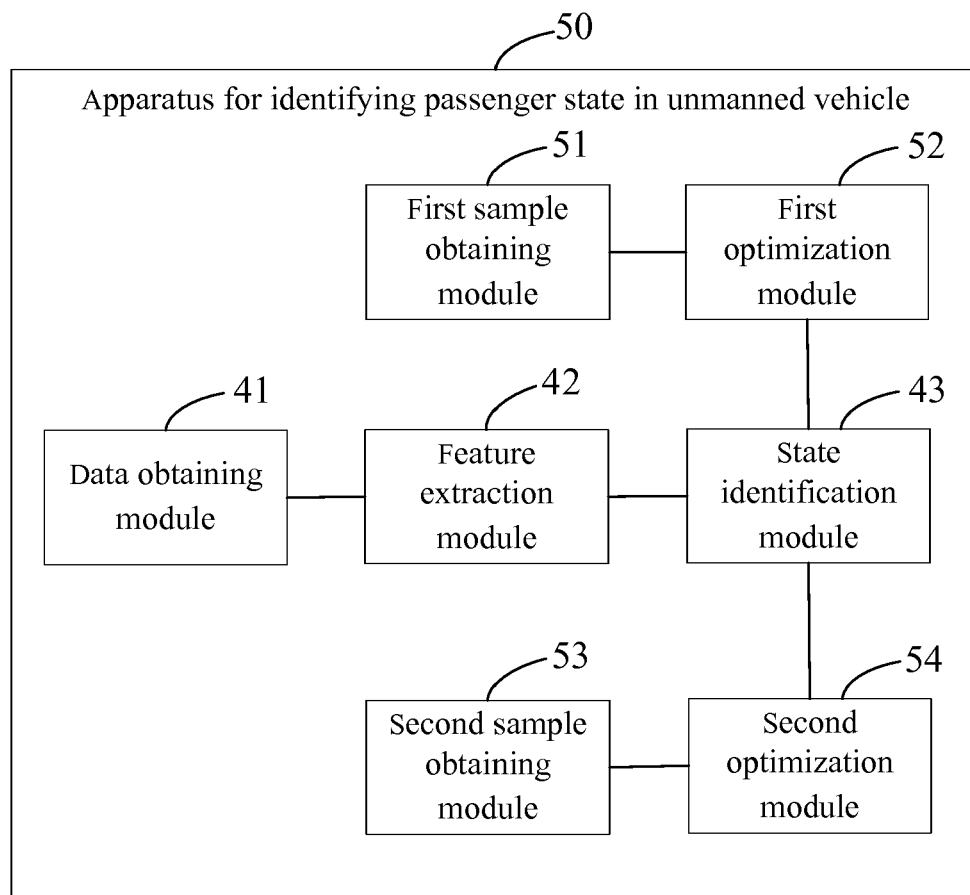 50
Apparatus for identifying passenger state in unmanned vehicle
51
52
First sample
obtaining
module
First
optimization
module
41
42
43
Data obtaining
module
Feature
extraction
module
State
identification
module
53
54
Second sample
obtaining
module
Second
optimization
module